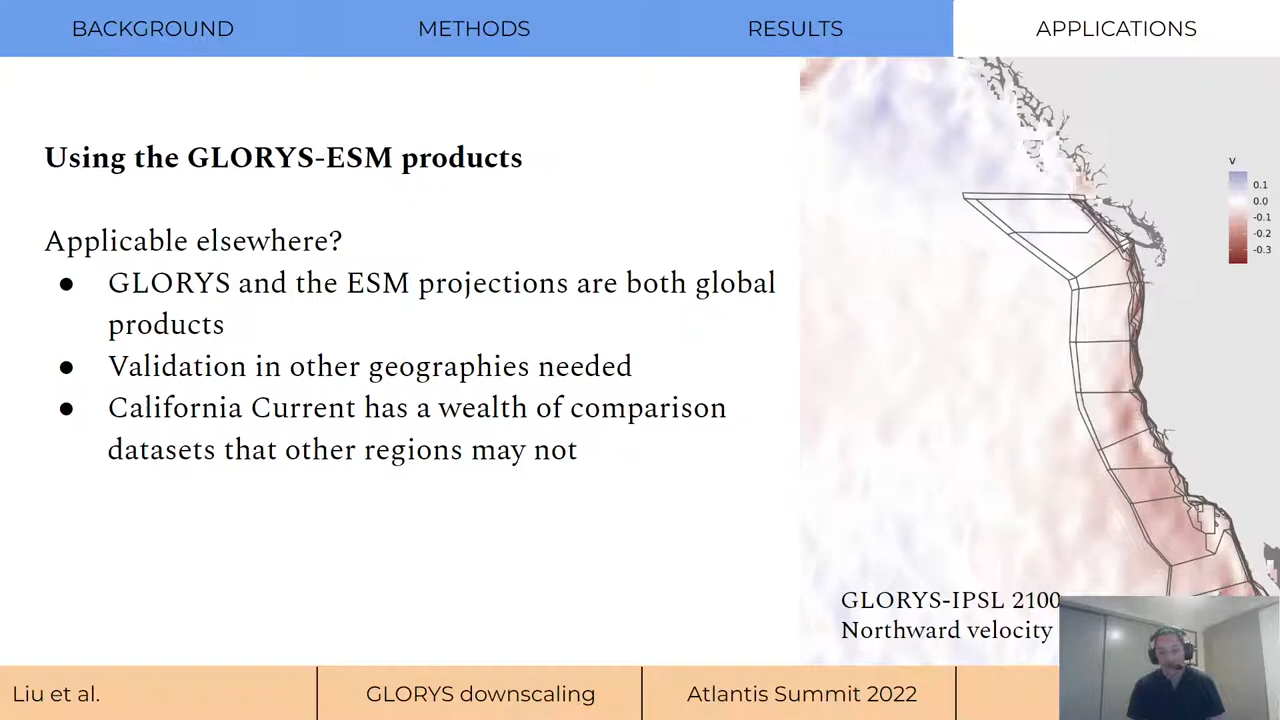 BACKGROUND
METHODS
RESULTS
APPLICATIONS
Using the GLORYS-ESM products
Applicable elsewhere?
● GLORYS and the ESM projections are both global
products
● Validation in other geographies needed
● California Current has a wealth of comparison
datasets that other regions may not
v
0.1
0.0
-0.1
-0.2
-0.3
GLORYS-IPSL 2100
Northward velocity
Liu et al.
GLORYS downscaling
Atlantis Summit 2022